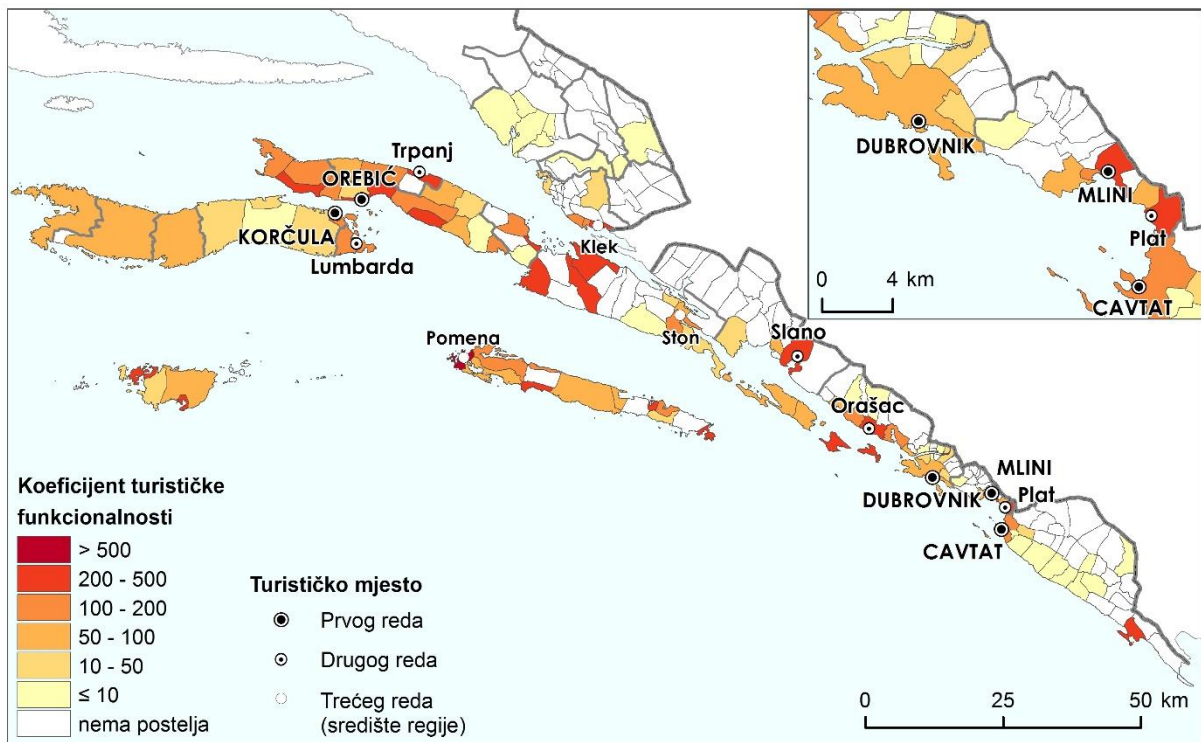 Trpanj
OREBIĆ
KORČULA
Lumbarda
Klek
Pomena
Ston
Slano
Orašac
DUBROVNIK
MLINI
Plat
CAVTAT
DUBROVNIK
MLINI
Plat
CAVTAT
0 4 km
Koeficijent turističke
funkcionalnosti
> 500
200 - 500
100 - 200
50 - 100
10 - 50
≤ 10
nema postelja
Turističko mjesto
Prvog reda
Drugog reda
Trećeg reda
(središte regije)
0 25 50 km